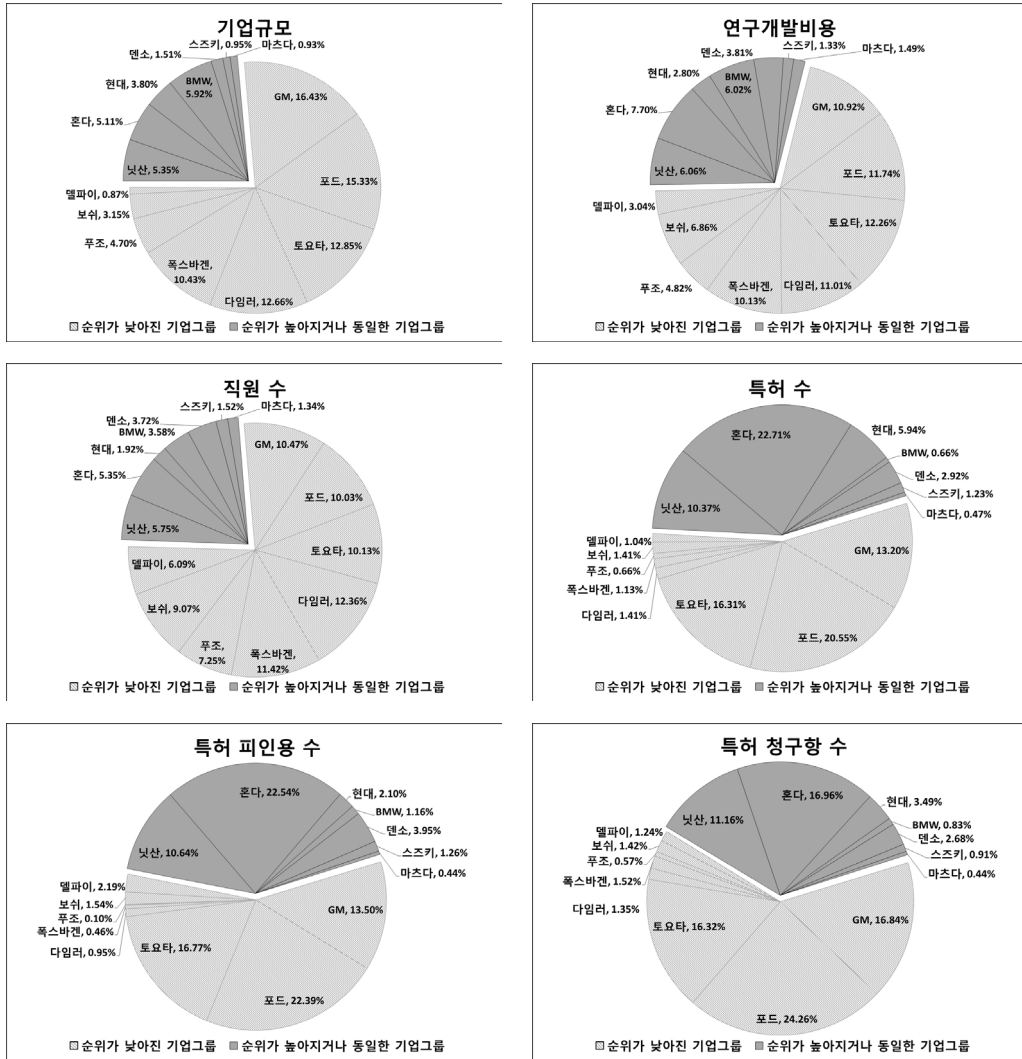 기업규모
스즈키, 0.95%
마츠다, 0.93%
덴소, 1.51%
BMW,
5.92%
현대, 3.80%
혼다, 5.11%
닛산, 5.35%
GM, 16.43%
포드, 15.33%
토요타, 12.85%
다임러, 12.66%
폭스바겐,
10.43%
푸조, 4.70%
보쉬, 3.15%
델파이, 0.87%
순위가 낮아진 기업그룹 순위가 높아지거나 동일한 기업그룹
연구개발비용
스즈키, 1.33%
마츠다, 1.49%
덴소, 3.81%
BMW,
6.02%
현대, 2.80%
혼다, 7.70%
닛산, 6.06%
GM, 10.92%
포드, 11.74%
토요타, 12.26%
다임러, 11.01%
폭스바겐,
10.13%
푸조, 4.82%
보쉬, 6.86%
델파이, 3.04%
순위가 낮아진 기업그룹 순위가 높아지거나 동일한 기업그룹
직원 수
스즈키, 1.52%
마츠다, 1.34%
덴소, 3.72%
BMW, 3.58%
현대, 1.92%
혼다, 5.35%
닛산, 5.75%
GM, 10.47%
포드, 10.03%
토요타, 10.13%
다임러, 12.36%
폭스바겐,
11.42%
푸조,
7.25%
보쉬, 9.07%
델파이, 6.09%
순위가 낮아진 기업그룹 순위가 높아지거나 동일한 기업그룹
특허 수
혼다, 22.71%
현대, 5.94%
BMW, 0.66%
덴소, 2.92%
스즈키, 1.23%
마츠다, 0.47%
닛산, 10.37%
GM, 13.20%
포드, 20.55%
토요타, 16.31%
다임러, 1.41%
폭스바겐, 1.13%
푸조, 0.66%
보쉬, 1.41%
델파이, 1.04%
순위가 낮아진 기업그룹 순위가 높아지거나 동일한 기업그룹
특허 피인용 수
혼다, 22.54%
현대, 2.10%
BMW, 1.16%
덴소, 3.95%
스즈키, 1.26%
마츠다, 0.44%
닛산, 10.64%
GM, 13.50%
포드, 22.39%
토요타, 16.77%
다임러, 0.95%
폭스바겐, 0.46%
푸조, 0.10%
보쉬, 1.54%
델파이, 2.19%
순위가 낮아진 기업그룹 순위가 높아지거나 동일한 기업그룹
특허 청구항 수
혼다, 16.96%
현대, 3.49%
BMW, 0.83%
덴소, 2.68%
스즈키, 0.91%
마츠다, 0.44%
닛산, 11.16%
GM, 16.84%
포드, 24.26%
토요타, 16.32%
다임러, 1.35%
폭스바겐, 1.52%
푸조, 0.57%
보쉬, 1.42%
델파이, 1.24%
순위가 낮아진 기업그룹 순위가 높아지거나 동일한 기업그룹